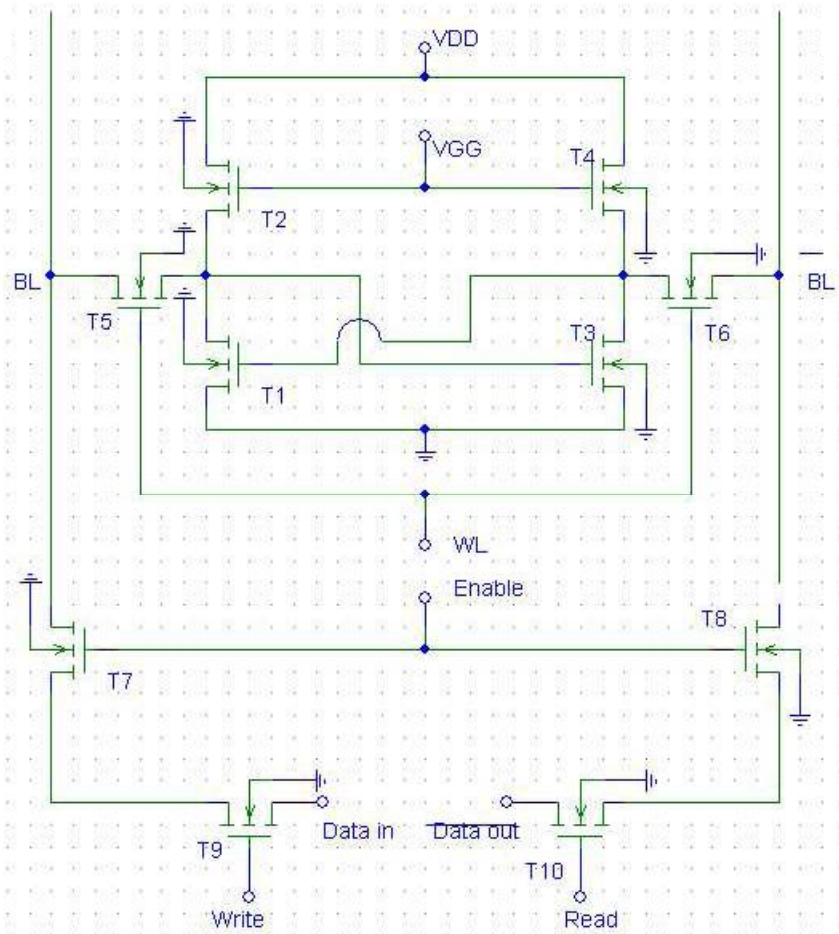 VDD
VGG
T4
T2
BL
BL
T5
T3
T6
T1
WL
Enable
T8
T7
Data in
Data out
T9
T10
Write
Read